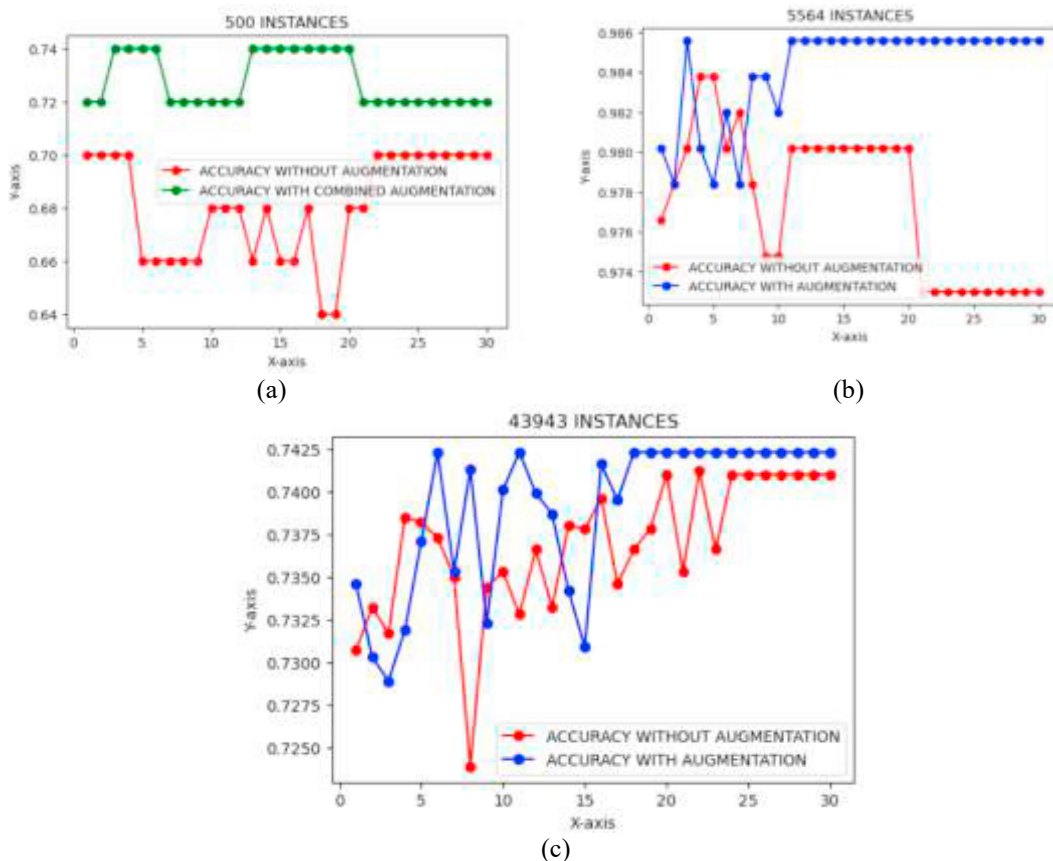 500 INSTANCES
0.74
0.72
0.70
0.68
0.66
0.64
Y-axis
ACCURACY WITHOUT AUGMENTATION
ACCURACY WITH COMBINED AUGMENTATION
0 5 10 15 20 25 30
X-axis
(a)
5564 INSTANCES
0.966
0.984
0.982
0.980
0.978
0.976
0.974
Y-axis
ACCURACY WITHOUT AUGMENTATION
ACCURACY WITH AUGMENTATION
0 5 10 15 20 25 30
X-axis
(b)
43943 INSTANCES
0.7425
0.7400
0.7375
0.7350
0.7325
0.7300
0.7275
0.7250
Y-axis
ACCURACY WITHOUT AUGMENTATION
ACCURACY WITH AUGMENTATION
0 5 10 15 20 25 30
X-axis
(c)